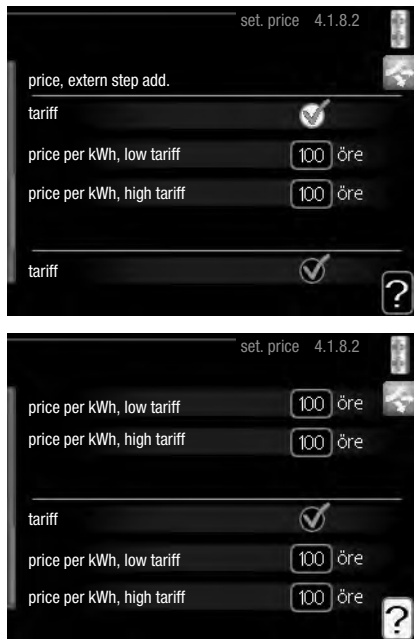 set. price 4.1.8.2
price, extern step add.
tariff
price per kWh, low tariff 100 öre
price per kWh, high tariff 100 öre
tariff
?
set. price 4.1.8.2
price per kWh, low tariff 100 öre
price per kWh, high tariff 100 öre
tariff
price per kWh, low tariff 100 öre
price per kWh, high tariff 100 öre
?